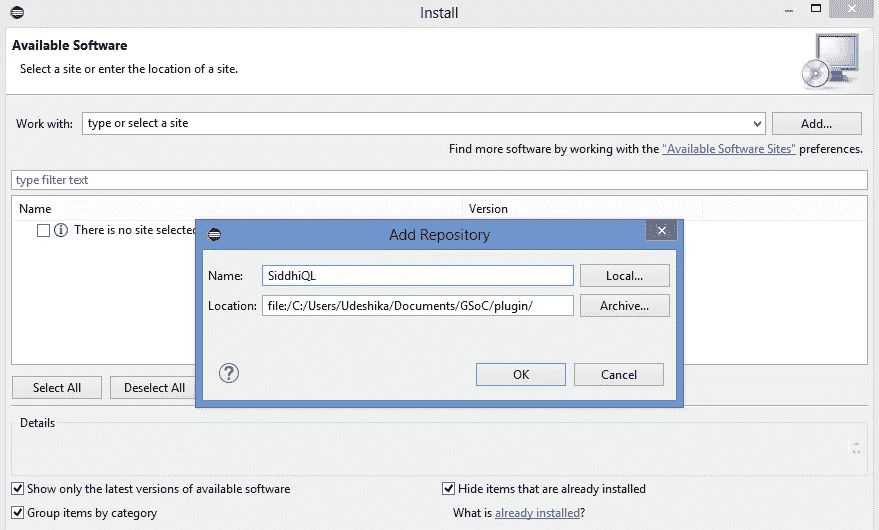 Install
Available Software
Select a site or enter the location of a site.
Work with: type or select a site Add...
Find more software by working with the "Available Software Sites" preferences.
type filter text
Name Version
There is no site selected
Add Repository
Name: SiddhiQL Local...
Location: file:/C:/Users/Udeshika/Documents/GSoC/plugin/ Archive...
? OK Cancel
Select All Deselect All
Details
Show only the latest versions of available software Hide items that are already installed
Group items by category What is already installed?